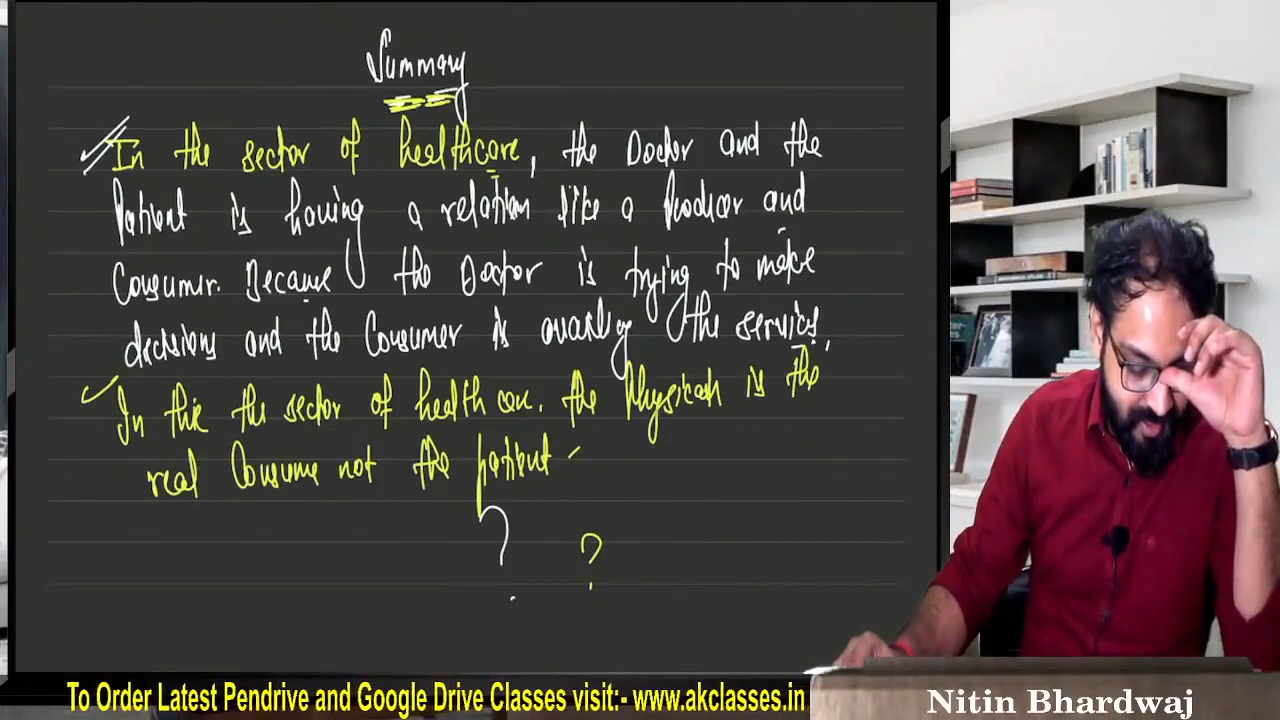 Summary
In the sector of healthcare, the Doctor and the
Patient is having a relation like a Producer and
Consumer. Because the Doctor is trying to make
decisions and the Consumer is the services.
In this the sector of health care. the Physician is the
real Consume not the patient -
? ?
To Order Latest Pendrive and Google Drive Classes visit:- www.akclasses.in
Nitin Bhardwaj